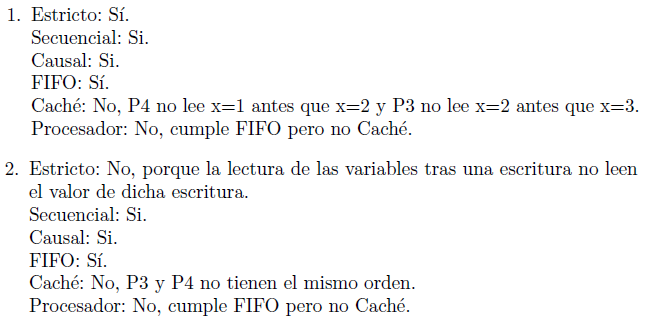 1. Estricto: Sí.
Secuencial: Si.
Causal: Si.
FIFO: Sí.
Caché: No, P4 no lee x=1 antes que x=2 y P3 no lee x=2 antes que x=3.
Procesador: No, cumple FIFO pero no Caché.
2. Estricto: No, porque la lectura de las variables tras una escritura no leen
el valor de dicha escritura.
Secuencial: Si.
Causal: Si.
FIFO: Sí.
Caché: No, P3 y P4 no tienen el mismo orden.
Procesador: No, cumple FIFO pero no Caché.